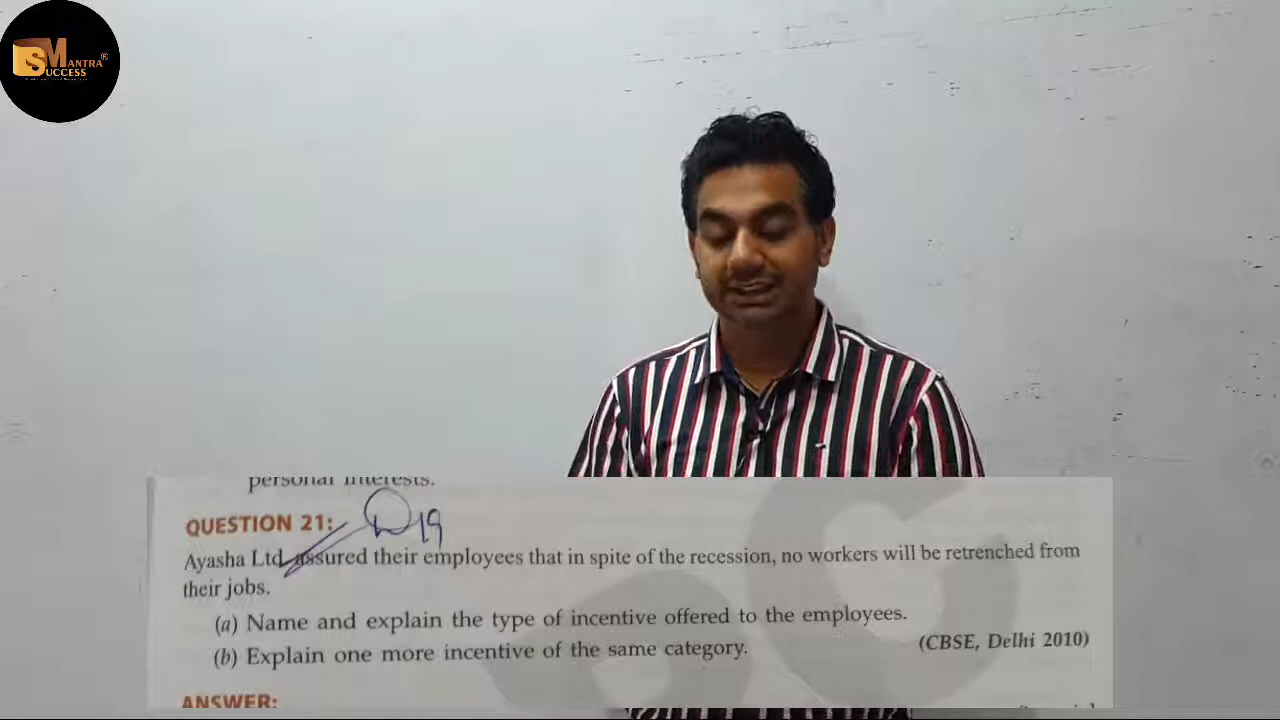 SUCCESS MANTRA®
personal interests.
QUESTION 21:
Ayasha Ltd. assured their employees that in spite of the recession, no workers will be retrenched from
their jobs.
(a) Name and explain the type of incentive offered to the employees.
(b) Explain one more incentive of the same category.
(CBSE, Delhi 2010)
ANSWER: